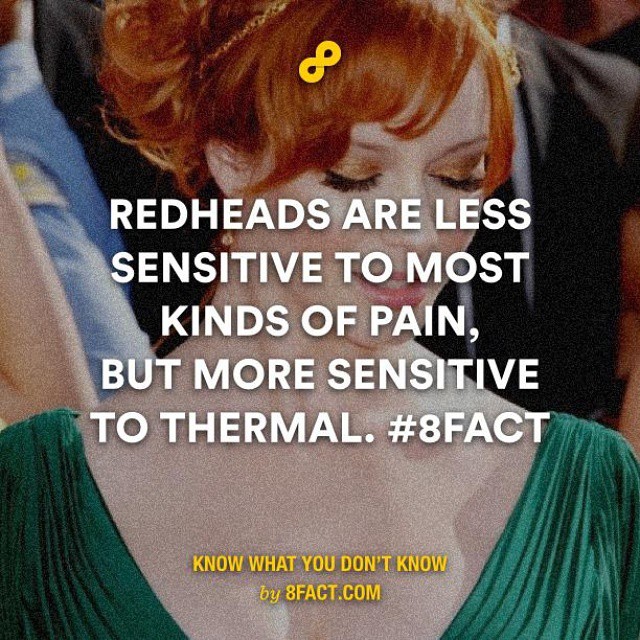 REDHEADS ARE LESS
SENSITIVE TO MOST
KINDS OF PAIN,
BUT MORE SENSITIVE
TO THERMAL. #8FACT
KNOW WHAT YOU DON'T KNOW
by 8FACT.COM